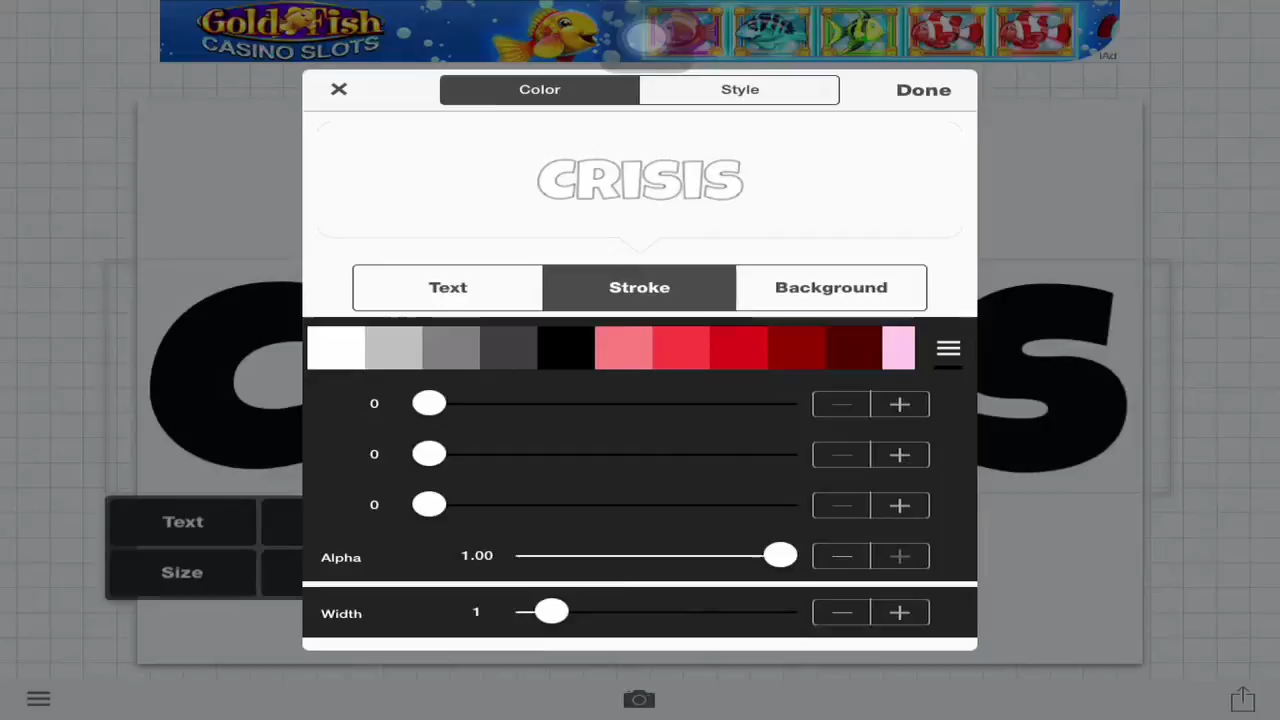 Gold Fish
CASINO SLOTS
iAd
Color
Style
Done
CRISIS
Text
Stroke
Background
0
0
0
Alpha
1.00
Width
1
C
S
Text
Size